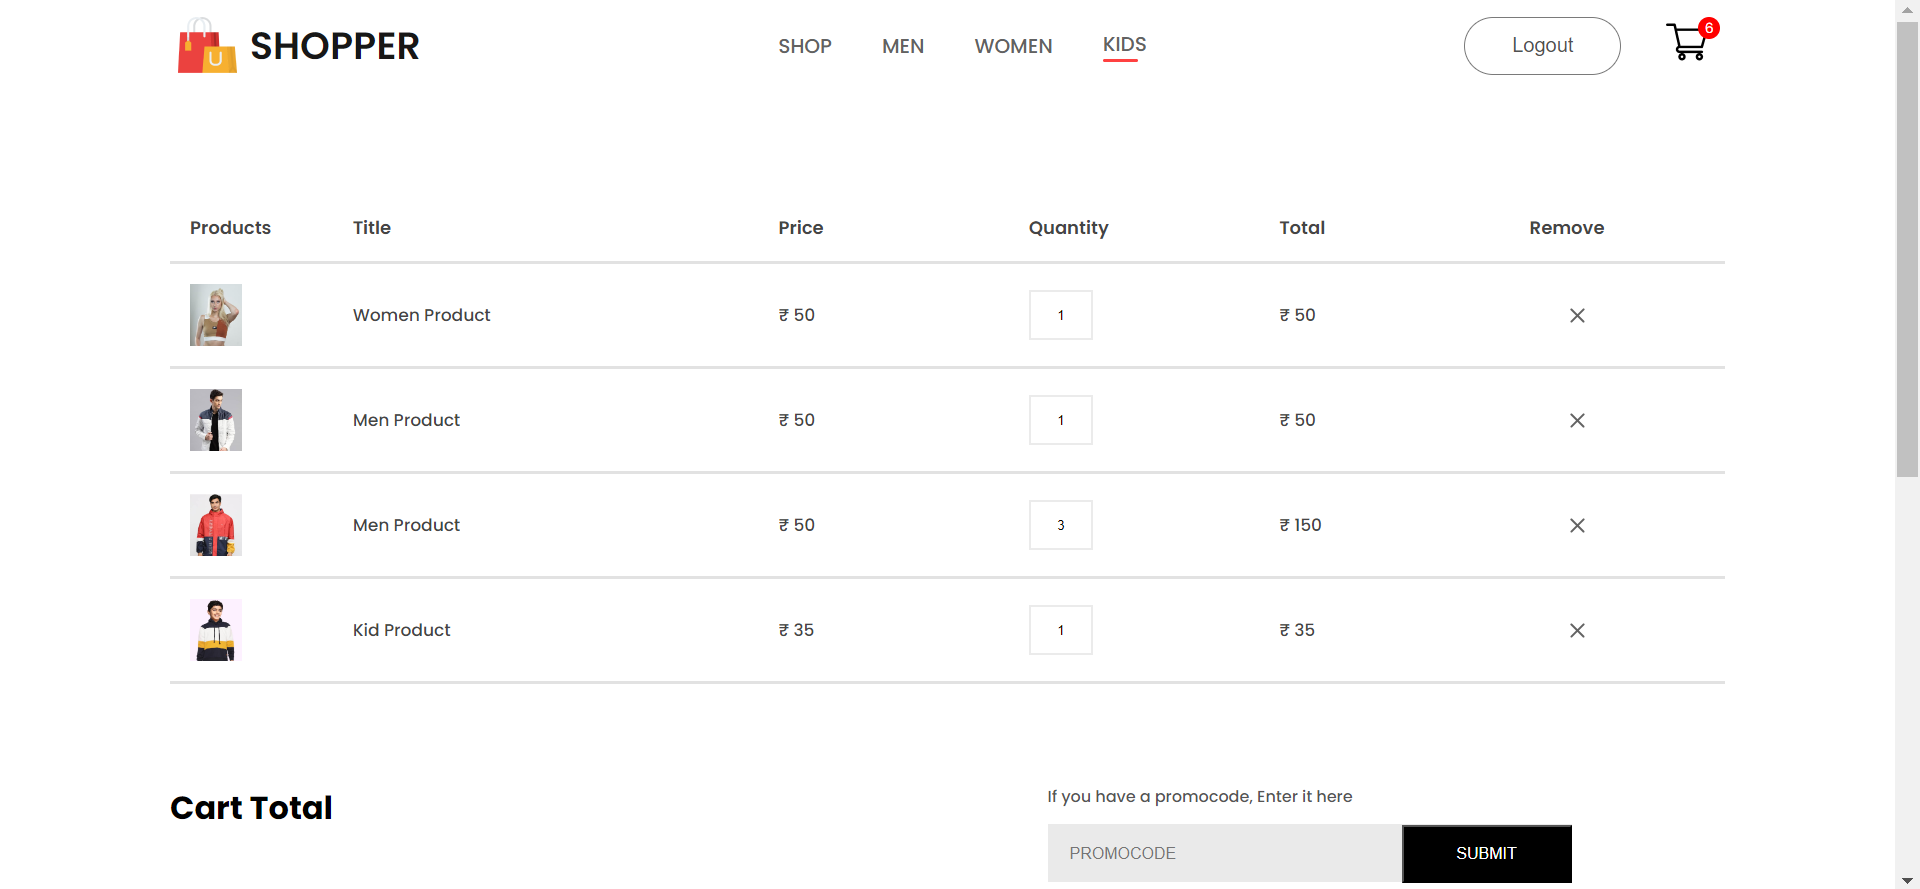 SHOPPER
SHOP MEN WOMEN KIDS
Logout
6
Products Title Price Quantity Total Remove
Women Product ₹ 50 1 ₹ 50
Men Product ₹ 50 1 ₹ 50
Men Product ₹ 50 3 ₹ 150
Kid Product ₹ 35 1 ₹ 35
Cart Total
If you have a promocode, Enter it here
PROMOCODE SUBMIT